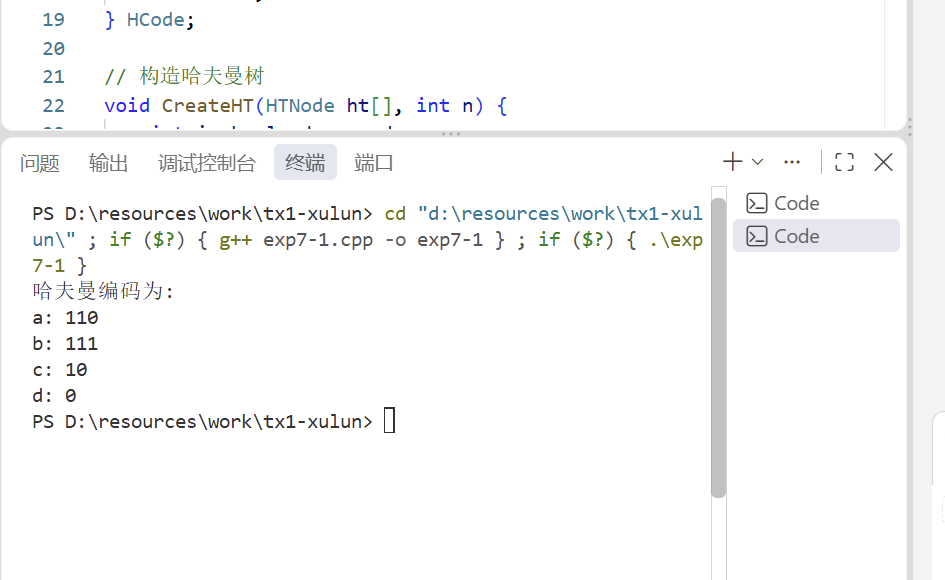 19 } HCode;
20
21 // 构造哈夫曼树
22 void CreateHT(HTNode ht[], int n) {
问题 输出 调试控制台 终端 端口
PS D:\resources\work\tx1-xulun> cd "d:\resources\work\tx1-xul
un\" ; if ($?) { g++ exp7-1.cpp -o exp7-1 } ; if ($?) { .\exp
7-1 }
哈夫曼编码为:
a: 110
b: 111
c: 10
d: 0
PS D:\resources\work\tx1-xulun>
Code
Code